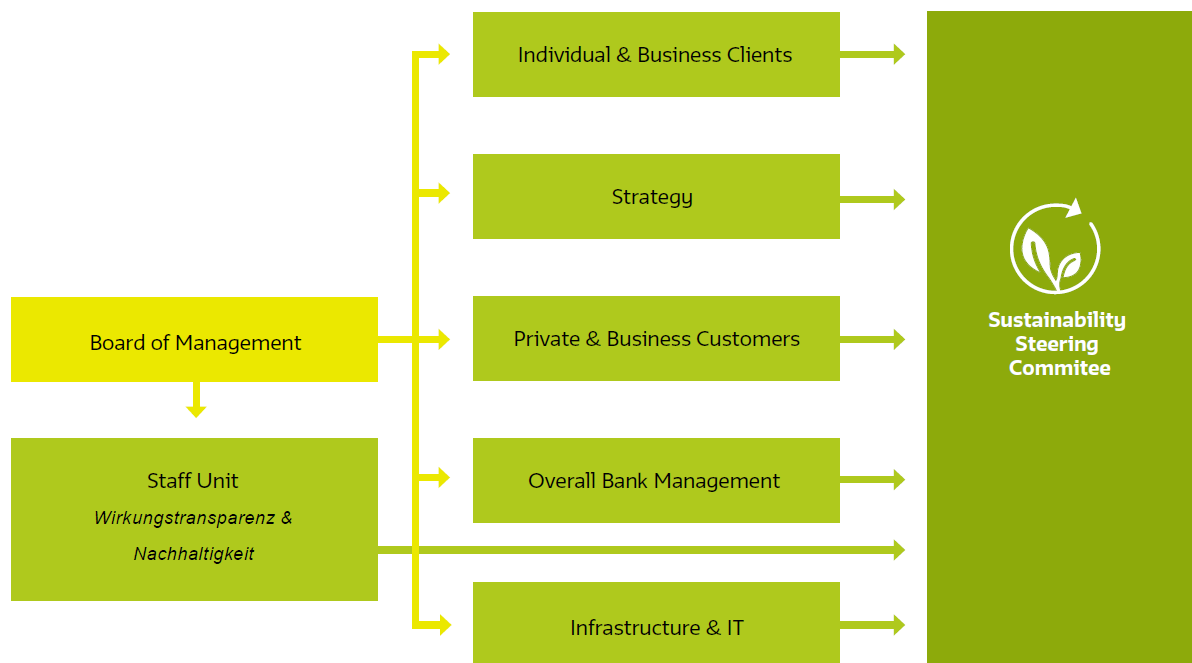 Individual & Business Clients
Strategy
Private & Business Customers
Overall Bank Management
Infrastructure & IT
Board of Management
Staff Unit
Wirkungstransparenz &
Nachhaltigkeit
Sustainability
Steering
Commitee